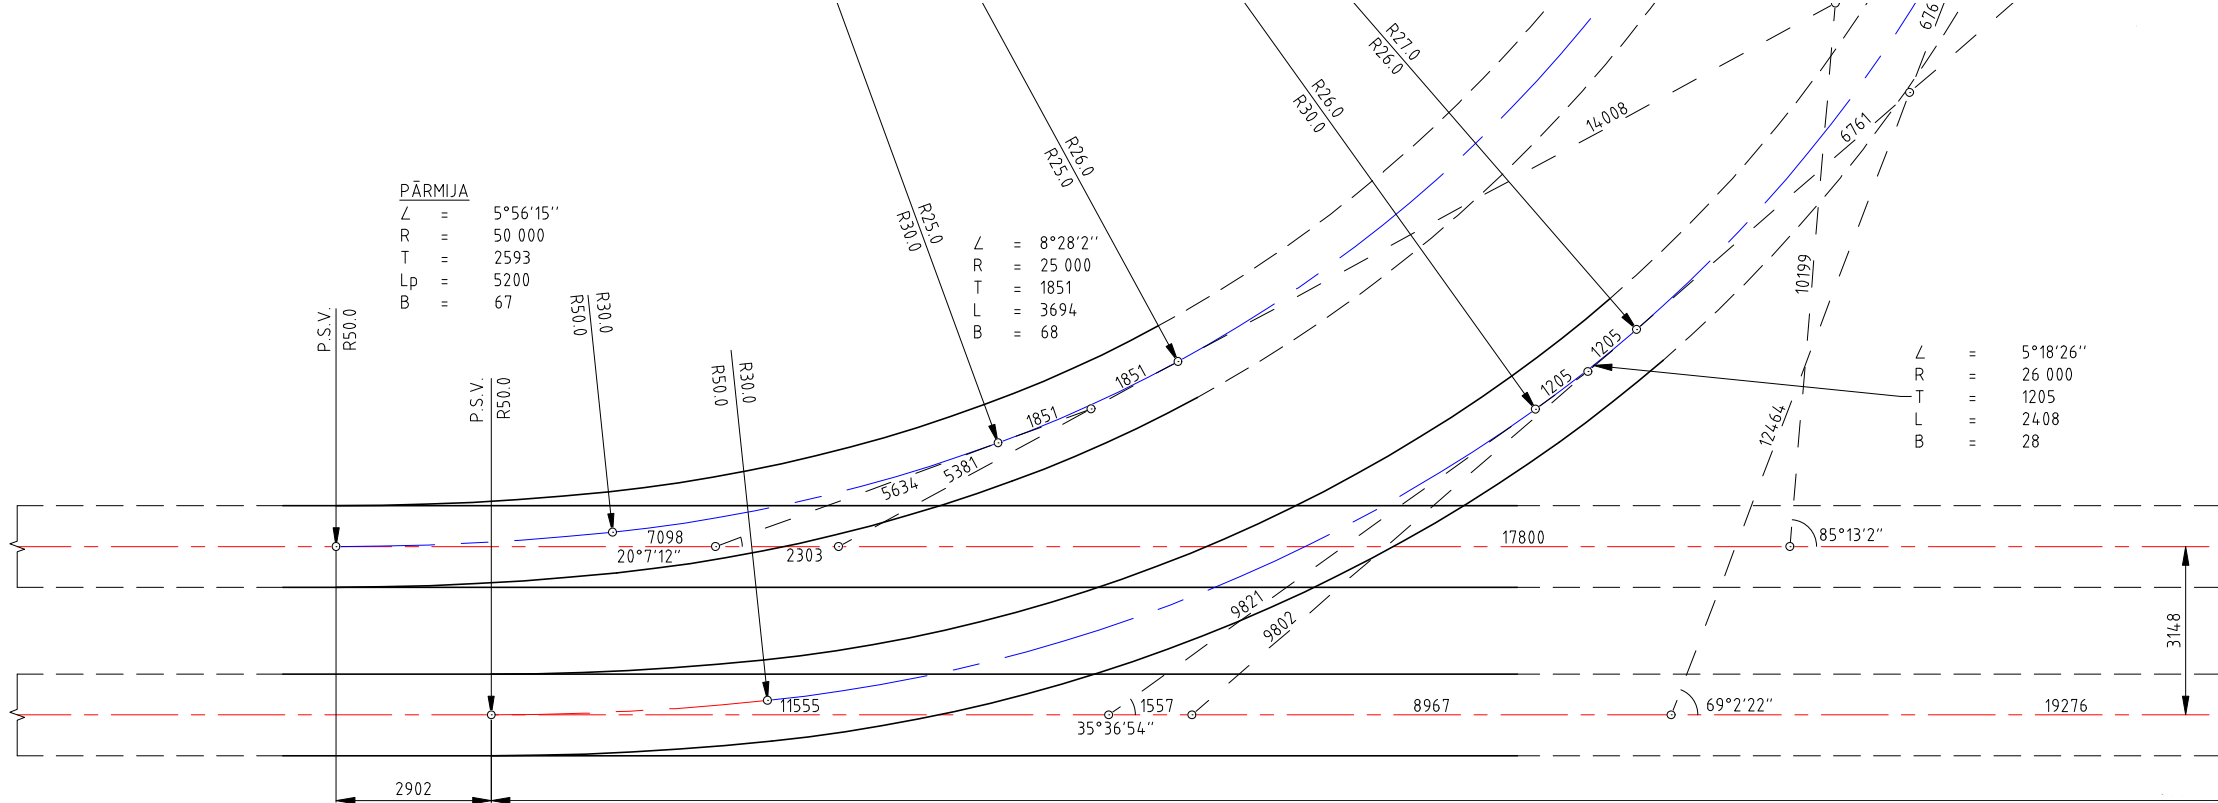 PĀRMIJA
∠ = 5°56'15''
R = 50 000
T = 2593
Lp = 5200
B = 67
P.S.V.
R50.0
P.S.V.
R50.0
R30.0
R50.0
R30.0
R50.0
R25.0
R30.0
R26.0
R25.0
∠ = 8°28'2''
R = 25 000
T = 1851
L = 3694
B = 68
R26.0
R30.0
R27.0
R26.0
14008
676
6761
10199
12464
∠ = 5°18'26''
R = 26 000
T = 1205
L = 2408
B = 28
1205
1205
1851
1851
5381
5634
7098
20°7'12''
2303
17800
85°13'2''
9821
9802
3148
11555
1557
35°36'54''
8967
69°2'22''
19276
2902